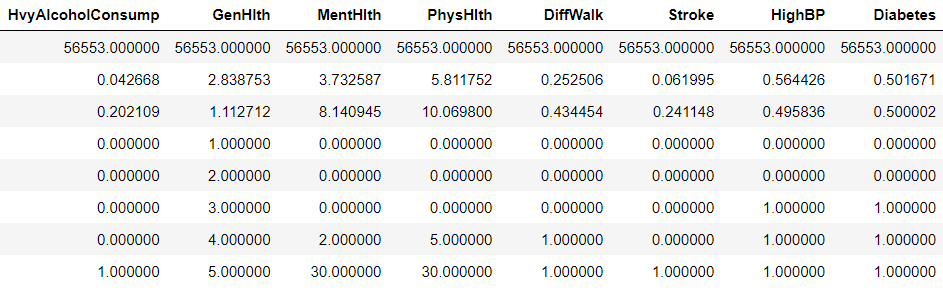 HvyAlcoholConsump GenHlth MentHlth PhysHlth DiffWalk Stroke HighBP Diabetes
56553.000000 56553.000000 56553.000000 56553.000000 56553.000000 56553.000000 56553.000000 56553.000000
0.042668 2.838753 3.732587 5.811752 0.252506 0.061995 0.564426 0.501671
0.202109 1.112712 8.140945 10.069800 0.434454 0.241148 0.495836 0.500002
0.000000 1.000000 0.000000 0.000000 0.000000 0.000000 0.000000 0.000000
0.000000 2.000000 0.000000 0.000000 0.000000 0.000000 0.000000 0.000000
0.000000 3.000000 0.000000 0.000000 0.000000 0.000000 1.000000 1.000000
0.000000 4.000000 2.000000 5.000000 1.000000 0.000000 1.000000 1.000000
1.000000 5.000000 30.000000 30.000000 1.000000 1.000000 1.000000 1.000000